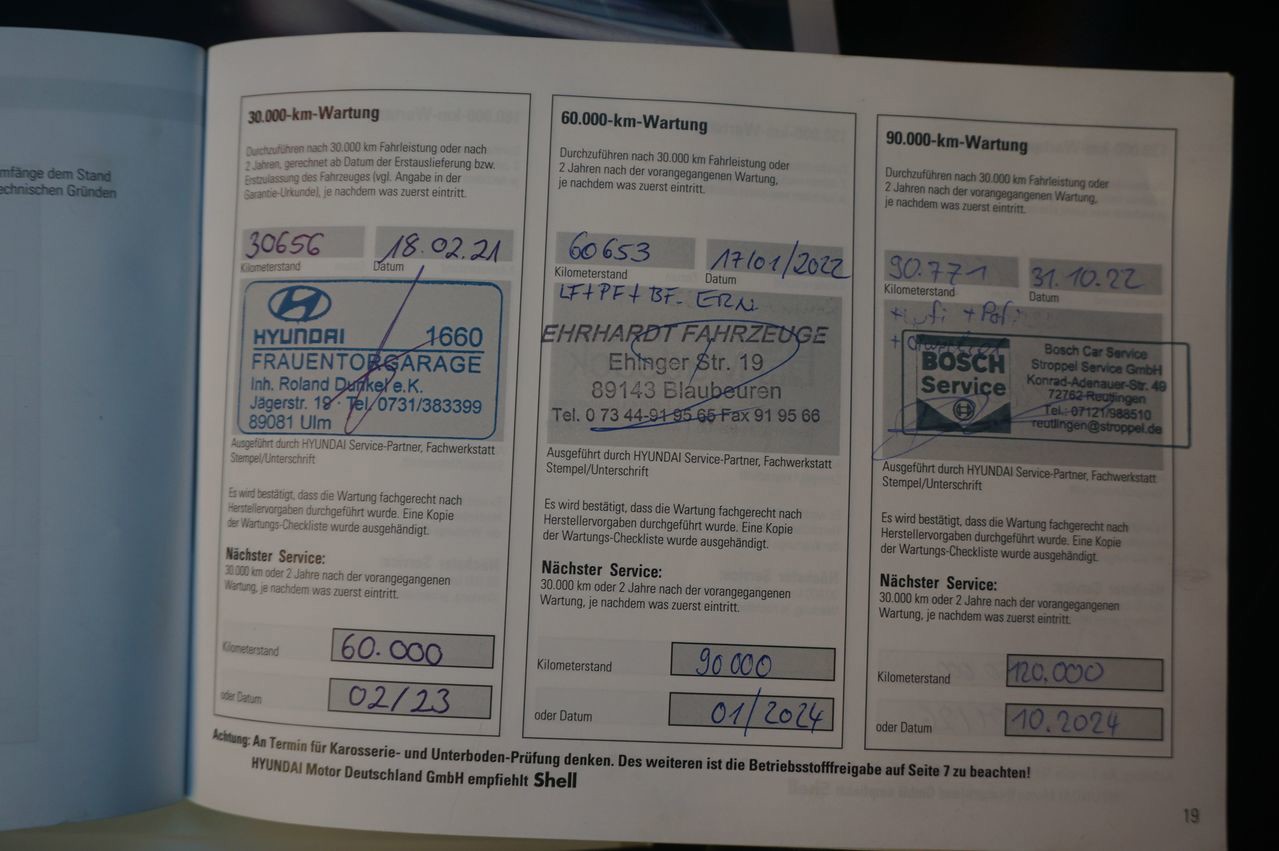 mfänge dem Stand
echnischen Gründen
30.000-km-Wartung
Durchzuführen nach 30.000 km Fahrleistung oder nach
2 Jahren, gerechnet ab Datum der Erstauslieferung bzw.
Erstzulassung des Fahrzeuges (vgl. Angabe in der
Garantie-Urkunde), je nachdem was zuerst eintritt.
30656
18.02.21
Kilometerstand
Datum
HYUNDAI 1660
FRAUENTORGARAGE
Inh. Roland Dunkel e.K.
Jägerstr. 19 · Tel. 0731/383399
89081 Ulm
Ausgeführt durch HYUNDAI Service-Partner, Fachwerkstatt
Stempel/Unterschrift
Es wird bestätigt, dass die Wartung fachgerecht nach
Herstellervorgaben durchgeführt wurde. Eine Kopie
der Wartungs-Checkliste wurde ausgehändigt.
Nächster Service:
30.000 km oder 2 Jahre nach der vorangegangenen
Wartung, je nachdem was zuerst eintritt.
Kilometerstand 60.000
oder Datum 02/23
60.000-km-Wartung
Durchzuführen nach 30.000 km Fahrleistung oder
2 Jahren nach der vorangegangenen Wartung,
je nachdem was zuerst eintritt.
60653
17/01/2022
Kilometerstand
Datum
LF+PF+BF. ERN.
EHRHARDT FAHRZEUGE
Ehinger Str. 19
89143 Blaubeuren
Tel. 0 73 44-91 95 65 Fax 91 95 66
Ausgeführt durch HYUNDAI Service-Partner, Fachwerkstatt
Stempel/Unterschrift
Es wird bestätigt, dass die Wartung fachgerecht nach
Herstellervorgaben durchgeführt wurde. Eine Kopie
der Wartungs-Checkliste wurde ausgehändigt.
Nächster Service:
30.000 km oder 2 Jahre nach der vorangegangenen
Wartung, je nachdem was zuerst eintritt.
Kilometerstand 90000
oder Datum 01/2024
90.000-km-Wartung
Durchzuführen nach 30.000 km Fahrleistung oder
2 Jahren nach der vorangegangenen Wartung,
je nachdem was zuerst eintritt.
90.771
31.10.22
Kilometerstand
Datum
+Lufi +Pofi
+
BOSCH
Service
Bosch Car Service
Stroppel Service GmbH
Konrad-Adenauer-Str. 49
72762 Reutlingen
Tel.: 07121/988510
reutlingen@stroppel.de
Ausgeführt durch HYUNDAI Service-Partner, Fachwerkstatt
Stempel/Unterschrift
Es wird bestätigt, dass die Wartung fachgerecht nach
Herstellervorgaben durchgeführt wurde. Eine Kopie
der Wartungs-Checkliste wurde ausgehändigt.
Nächster Service:
30.000 km oder 2 Jahre nach der vorangegangenen
Wartung, je nachdem was zuerst eintritt.
Kilometerstand 120.000
oder Datum 10.2024
Achtung: An Termin für Karosserie- und Unterboden-Prüfung denken. Des weiteren ist die Betriebsstofffreigabe auf Seite 7 zu beachten!
HYUNDAI Motor Deutschland GmbH empfiehlt Shell
19